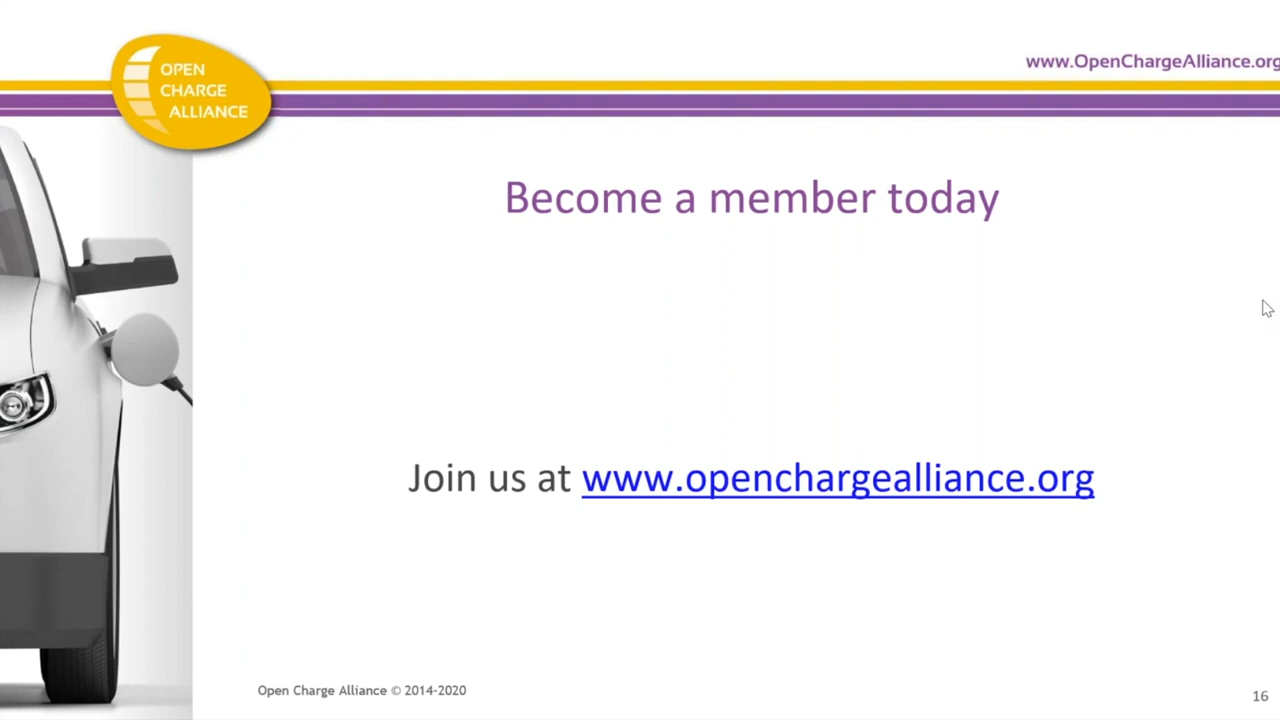 OPEN
CHARGE
ALLIANCE
www.OpenChargeAlliance.org
Become a member today
Join us at www.openchargealliance.org
Open Charge Alliance © 2014-2020
16